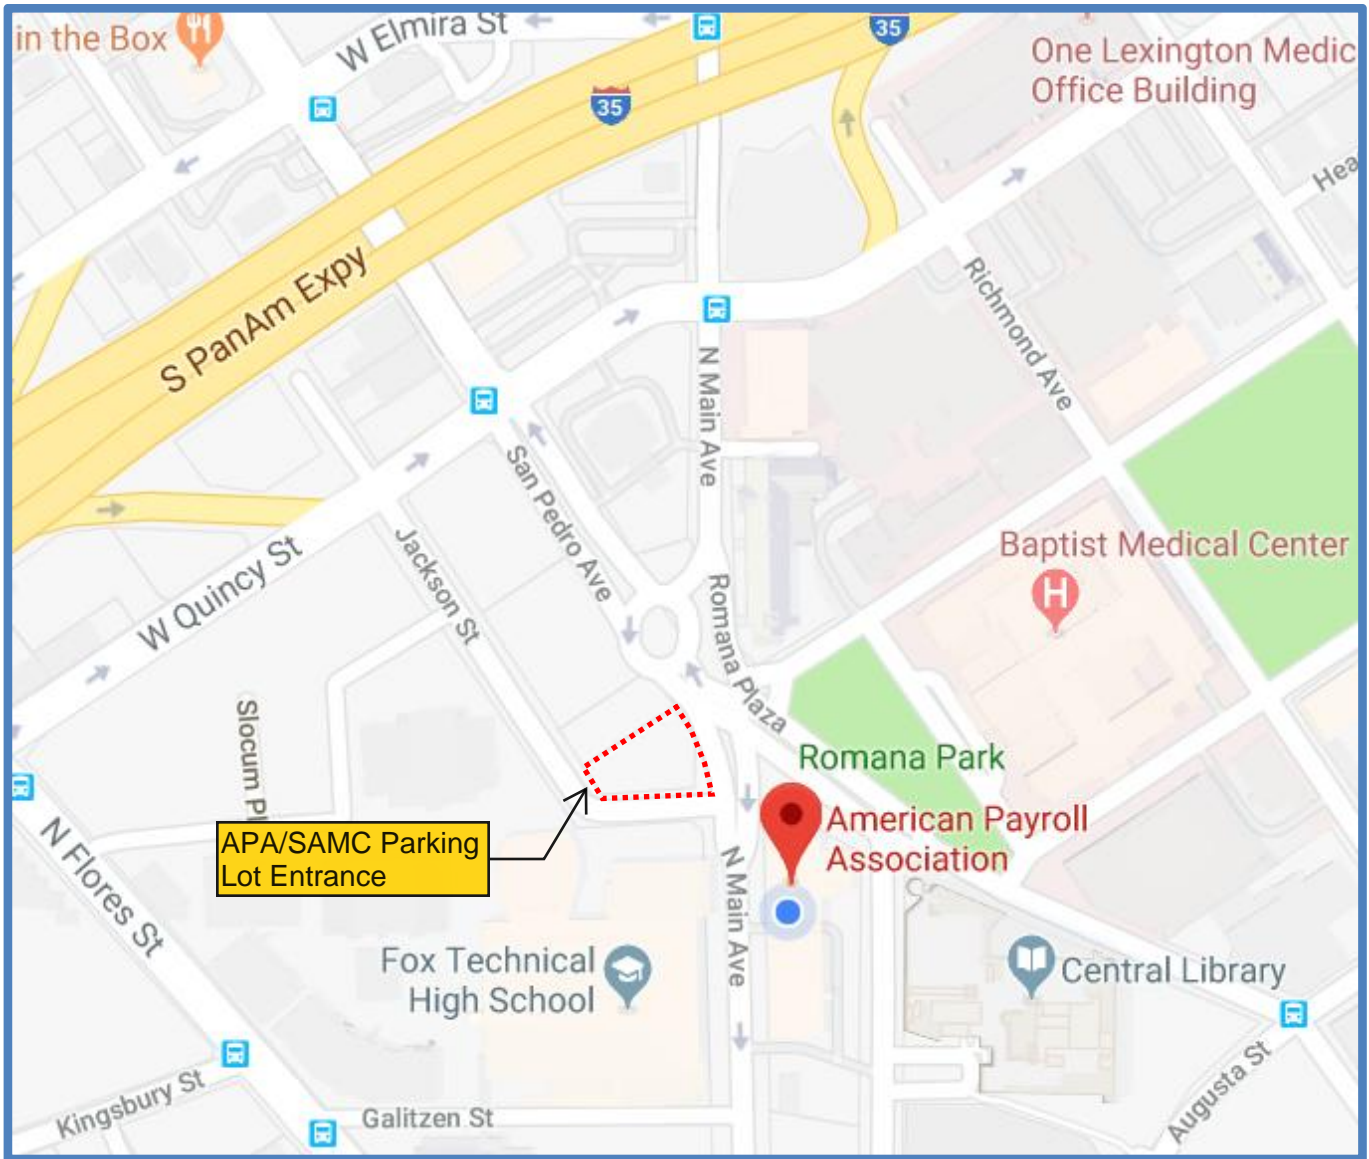 in the Box
W Elmira St
35
One Lexington Medic
Office Building
35
Hea
S PanAm Expy
Richmond Ave
N Main Ave
San Pedro Ave
Baptist Medical Center
H
W Quincy St
Jackson St
Romana Plaza
Slocum Pl
Romana Park
American Payroll
Association
APA/SAMC Parking
Lot Entrance
N Flores St
N Main Ave
Fox Technical
High School
Central Library
Kingsbury St
Galitzen St
Augusta St